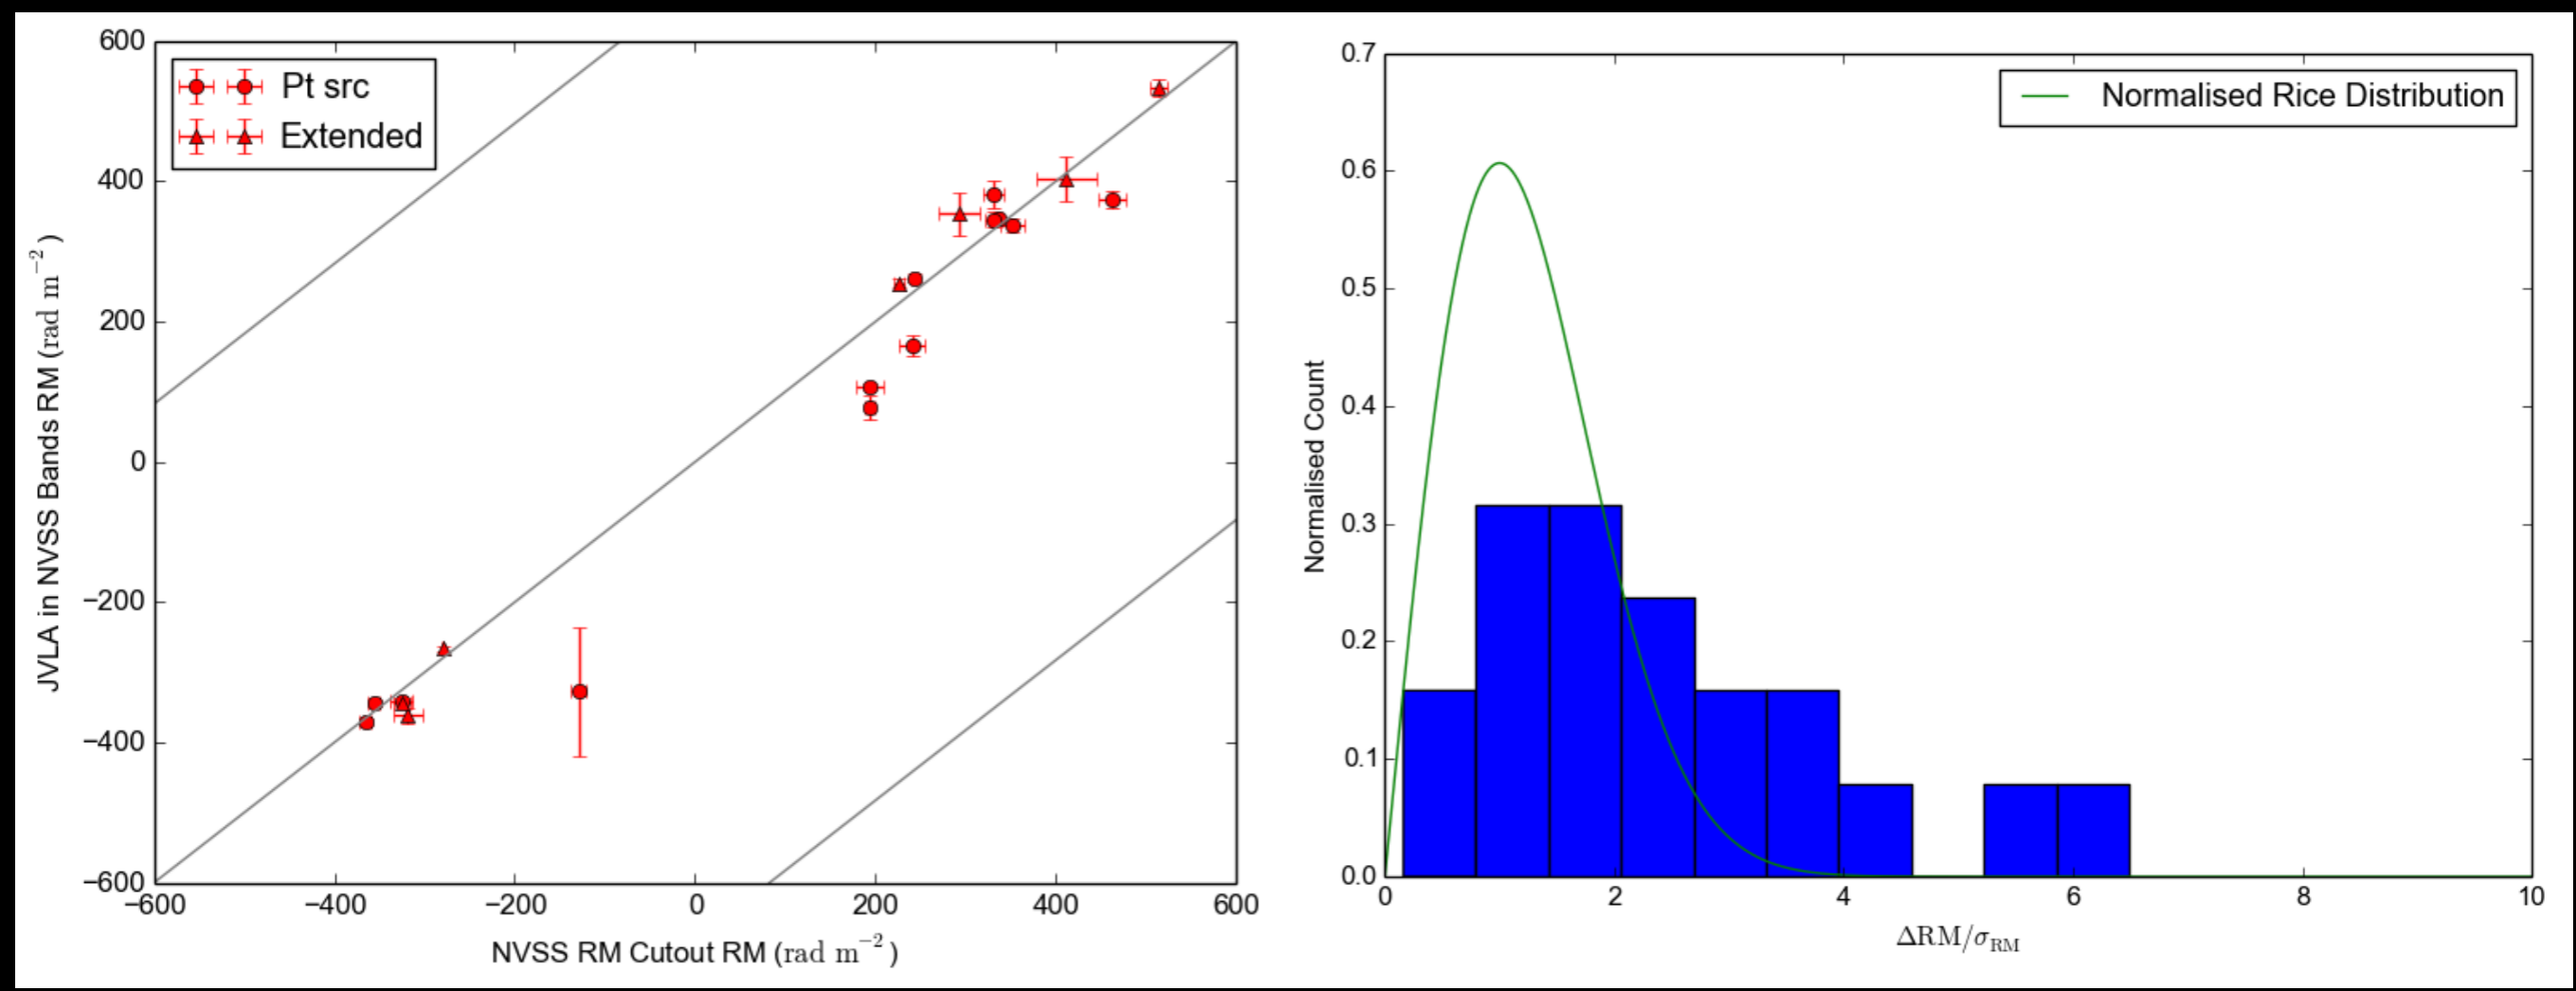 600
400
200
0
−200
−400
−600
−600 −400 −200 0 200 400 600
JVLA in NVSS Bands RM (rad m⁻²)
NVSS RM Cutout RM (rad m⁻²)
Pt src
Extended
0.7
0.6
0.5
0.4
0.3
0.2
0.1
0.0
0 2 4 6 8 10
Normalised Count
ΔRM/σ_RM
Normalised Rice Distribution